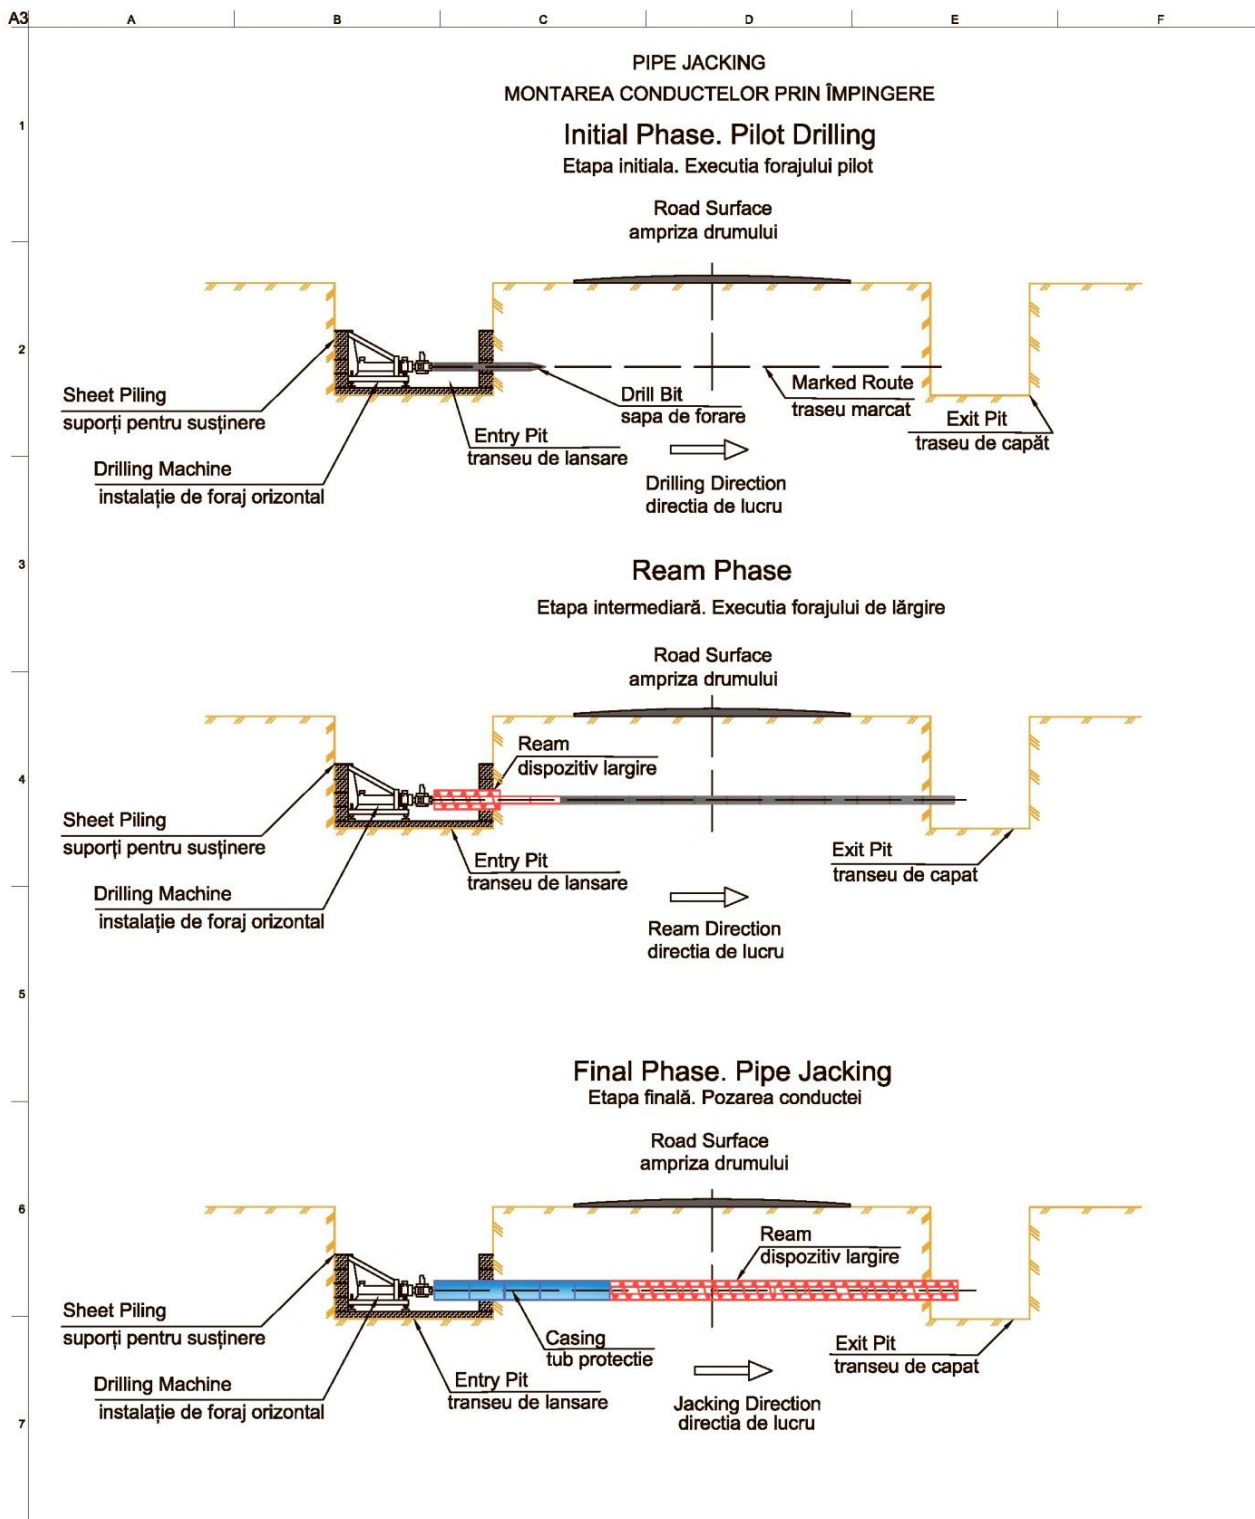 A3
A B C D E F
PIPE JACKING
MONTAREA CONDUCTELOR PRIN ÎMPINGERE
1
Initial Phase. Pilot Drilling
Etapa initiala. Executia forajului pilot
Road Surface
ampriza drumului
2
Sheet Piling
suporți pentru susținere
Drilling Machine
instalație de foraj orizontal
Entry Pit
transeu de lansare
Drill Bit
sapa de forare
Marked Route
traseu marcat
Exit Pit
traseu de capăt
Drilling Direction
directia de lucru
3
Ream Phase
Etapa intermediară. Executia forajului de lărgire
Road Surface
ampriza drumului
4
Ream
dispozitiv largire
Sheet Piling
suporți pentru susținere
Drilling Machine
instalație de foraj orizontal
Entry Pit
transeu de lansare
Exit Pit
transeu de capat
Ream Direction
directia de lucru
5
Final Phase. Pipe Jacking
Etapa finală. Pozarea conductei
Road Surface
ampriza drumului
6
Ream
dispozitiv largire
Sheet Piling
suporți pentru susținere
Drilling Machine
instalație de foraj orizontal
Casing
tub protectie
Entry Pit
transeu de lansare
Exit Pit
transeu de capat
Jacking Direction
directia de lucru
7